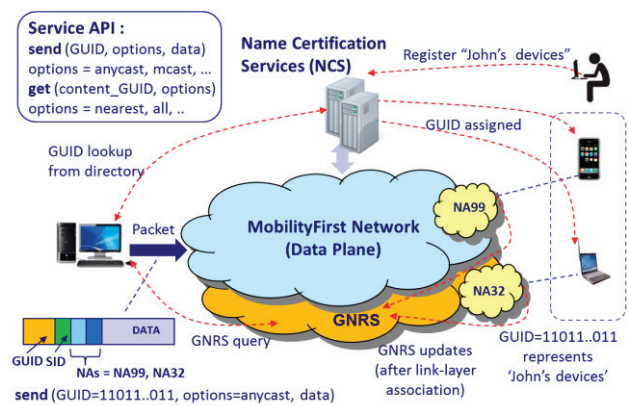 Service API :
send (GUID, options, data)
options = anycast, mcast, ...
get (content_GUID, options)
options = nearest, all, ..
Name Certification
Services (NCS)
Register “John’s devices”
GUID assigned
GUID lookup
from directory
Packet
MobilityFirst Network
(Data Plane)
NA99
NA32
GNRS
DATA
GUID SID
NAs = NA99, NA32
GNRS query
GNRS updates
(after link-layer
association)
GUID=11011..011
represents
‘John’s devices’
send (GUID=11011..011, options=anycast, data)